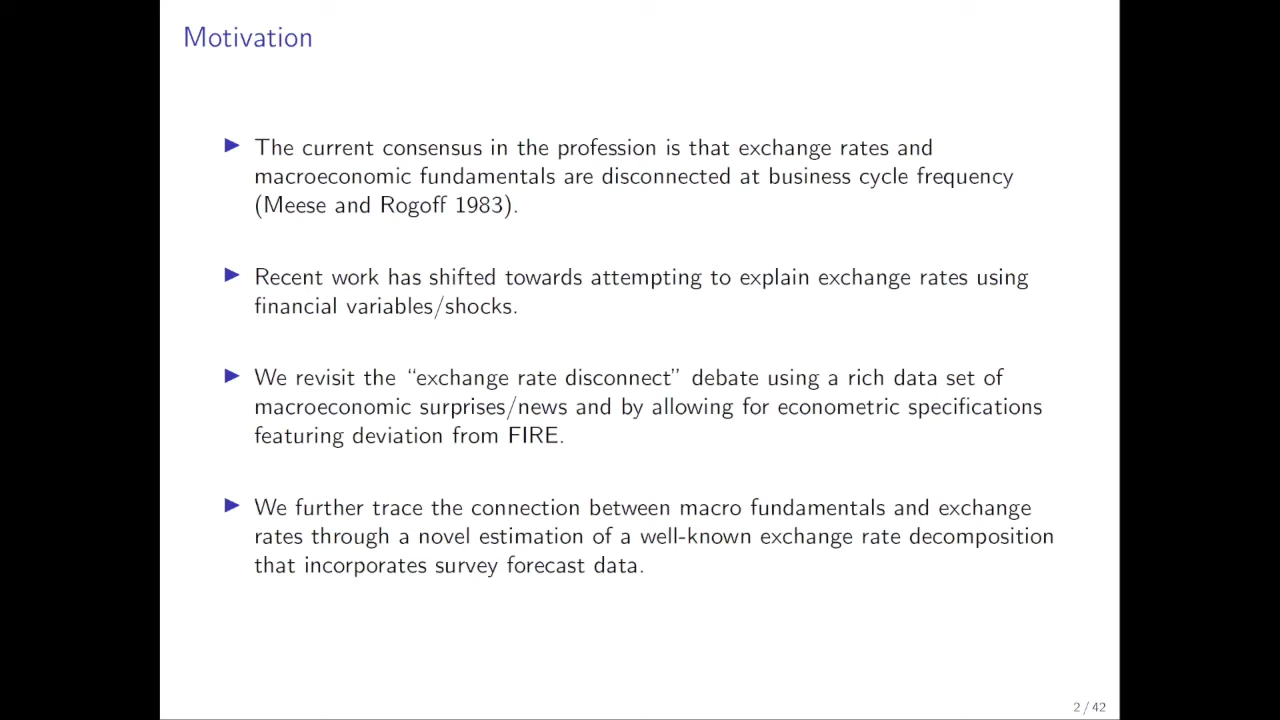 Motivation
▶ The current consensus in the profession is that exchange rates and
macroeconomic fundamentals are disconnected at business cycle frequency
(Meese and Rogoff 1983).
▶ Recent work has shifted towards attempting to explain exchange rates using
financial variables/shocks.
▶ We revisit the “exchange rate disconnect” debate using a rich data set of
macroeconomic surprises/news and by allowing for econometric specifications
featuring deviation from FIRE.
▶ We further trace the connection between macro fundamentals and exchange
rates through a novel estimation of a well-known exchange rate decomposition
that incorporates survey forecast data.
2 / 42